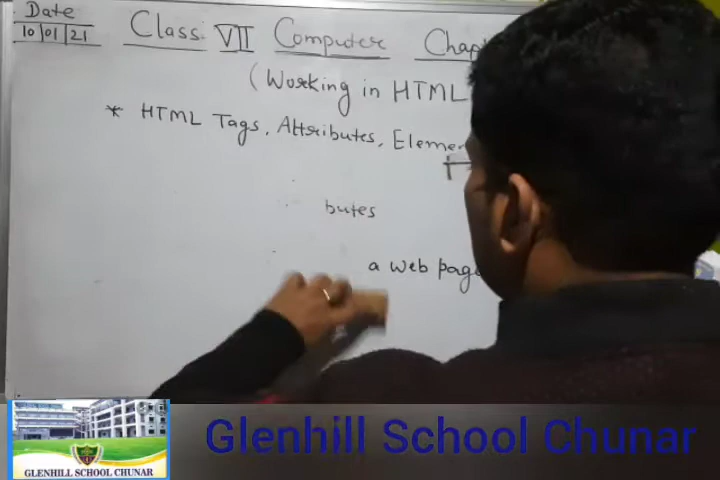 Date
10/01/21
Class: VII Computer
(Working in HTML
* HTML Tags, Attributes,
butes
a web page
GLENHILL SCHOOL CHUNAR
Glenhill School Chunar